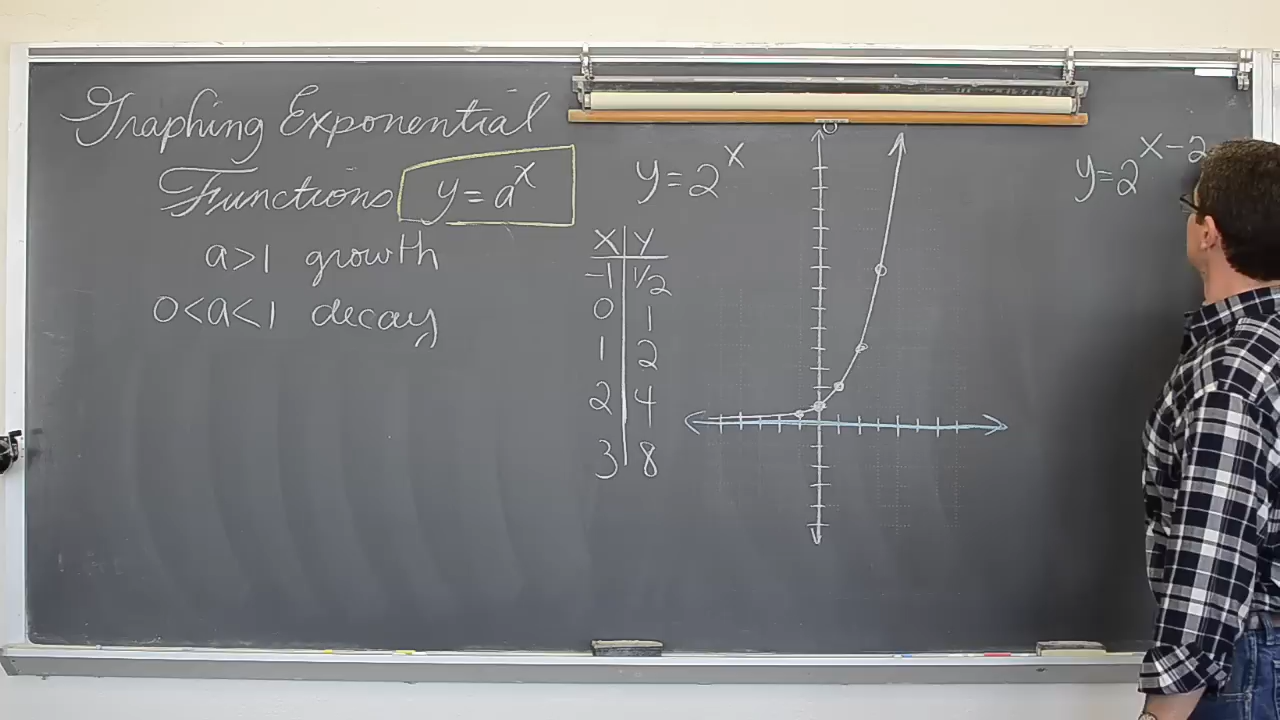 Graphing Exponential
Functions y = a^x
a>1 growth
0<a<1 decay
y = 2^x
X | Y
-1 | 1/2
0 | 1
1 | 2
2 | 4
3 | 8
y = 2^x-2